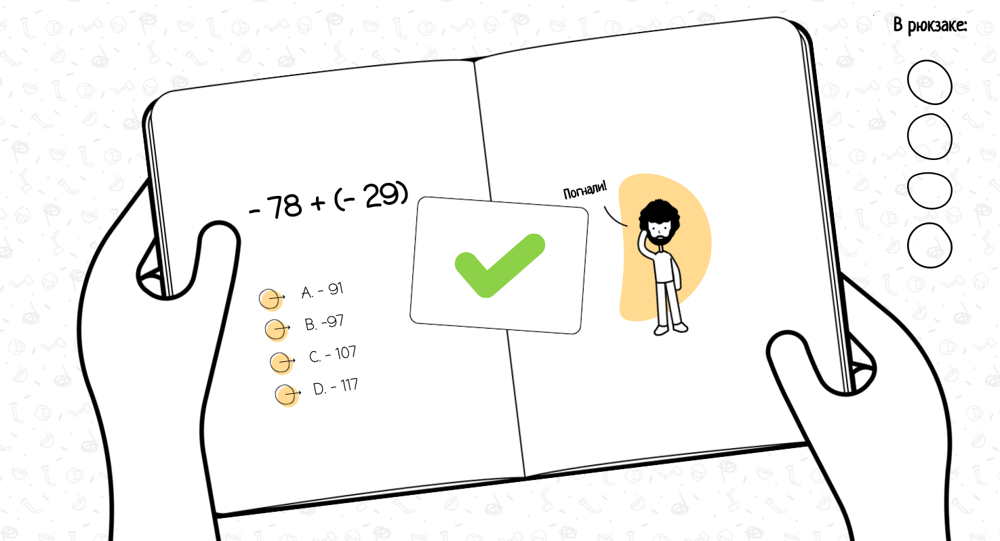 В рюкзаке:
- 78 + (- 29)
A. - 91
B. -97
C. - 107
D. - 117
Погнали!